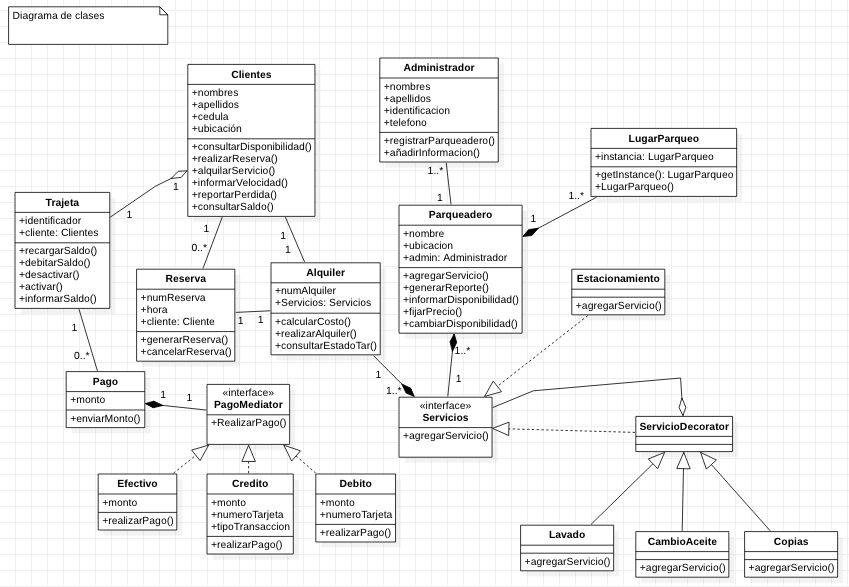 Diagrama de clases
Clientes
+nombres
+apellidos
+cedula
+ubicación
+consultarDisponibilidad()
+realizarReserva()
+alquilarServicio()
+informarVelocidad()
+reportarPerdida()
+consultarSaldo()
Administrador
+nombres
+apellidos
+identificacion
+telefono
+registrarParqueadero()
+añadirInformacion()
LugarParqueo
+instancia: LugarParqueo
+getInstance(): LugarParqueo
+LugarParqueo()
1..*
1
1..*
1
1
1
Trajeta
+identificador
+cliente: Clientes
+recargarSaldo()
+debitarSaldo()
+desactivar()
+activar()
+informarSaldo()
Parqueadero
+nombre
+ubicacion
+admin: Administrador
+agregarServicio()
+generarReporte()
+informarDisponibilidad()
+fijarPrecio()
+cambiarDisponibilidad()
1
0..*
1
1
Reserva
+numReserva
+hora
+cliente: Cliente
+generarReserva()
+cancelarReserva()
1
1
Alquiler
+numAlquiler
+Servicios: Servicios
+calcularCosto()
+realizarAlquiler()
+consultarEstadoTar()
Estacionamiento
+agregarServicio()
1
0..*
1..*
1
1
1..*
Pago
+monto
+enviarMonto()
1
1
«interface»
PagoMediator
+RealizarPago()
«interface»
Servicios
+agregarServicio()
ServicioDecorator
Efectivo
+monto
+realizarPago()
Credito
+monto
+numeroTarjeta
+tipoTransaccion
+realizarPago()
Debito
+monto
+numeroTarjeta
+realizarPago()
Lavado
+agregarServicio()
CambioAceite
+agregarServicio()
Copias
+agregarServicio()